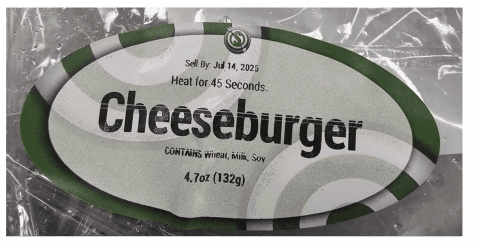 Sell By: Jul 14, 2025
Heat for 45 Seconds.
Cheeseburger
CONTAINS Wheat, Milk, Soy
4.7oz (132g)